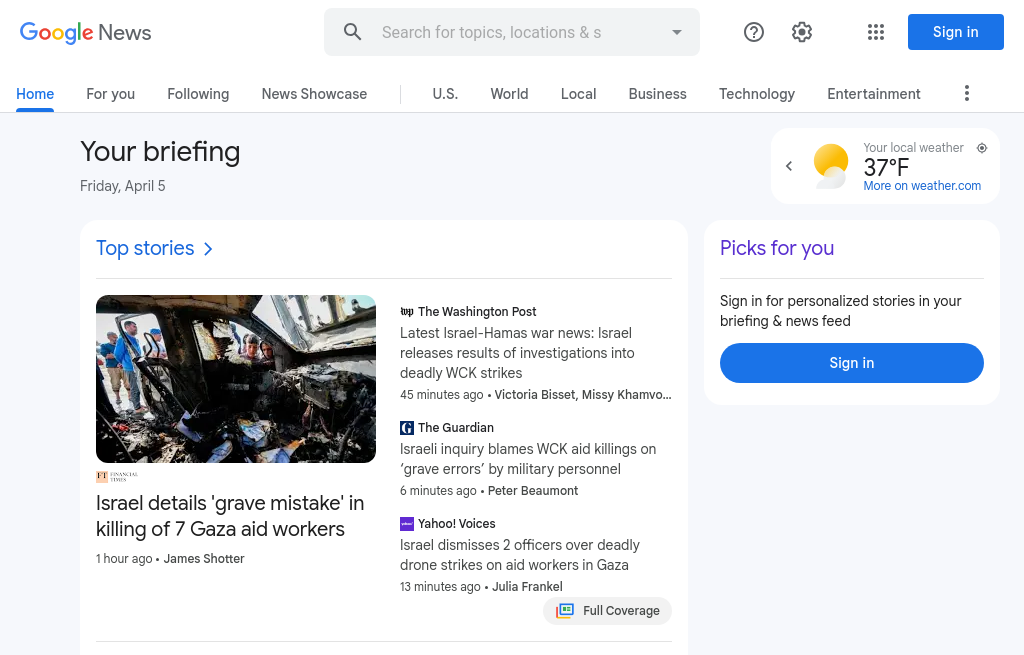 Google News
Search for topics, locations & s
Sign in
Home
For you
Following
News Showcase
U.S.
World
Local
Business
Technology
Entertainment
Your briefing
Friday, April 5
Your local weather
37°F
More on weather.com
Top stories
FT FINANCIAL
TIMES
Israel details 'grave mistake' in
killing of 7 Gaza aid workers
1 hour ago • James Shotter
wp The Washington Post
Latest Israel-Hamas war news: Israel
releases results of investigations into
deadly WCK strikes
45 minutes ago • Victoria Bisset, Missy Khamvo...
G The Guardian
Israeli inquiry blames WCK aid killings on
‘grave errors’ by military personnel
6 minutes ago • Peter Beaumont
yahoo! Yahoo! Voices
Israel dismisses 2 officers over deadly
drone strikes on aid workers in Gaza
13 minutes ago • Julia Frankel
Full Coverage
Picks for you
Sign in for personalized stories in your
briefing & news feed
Sign in